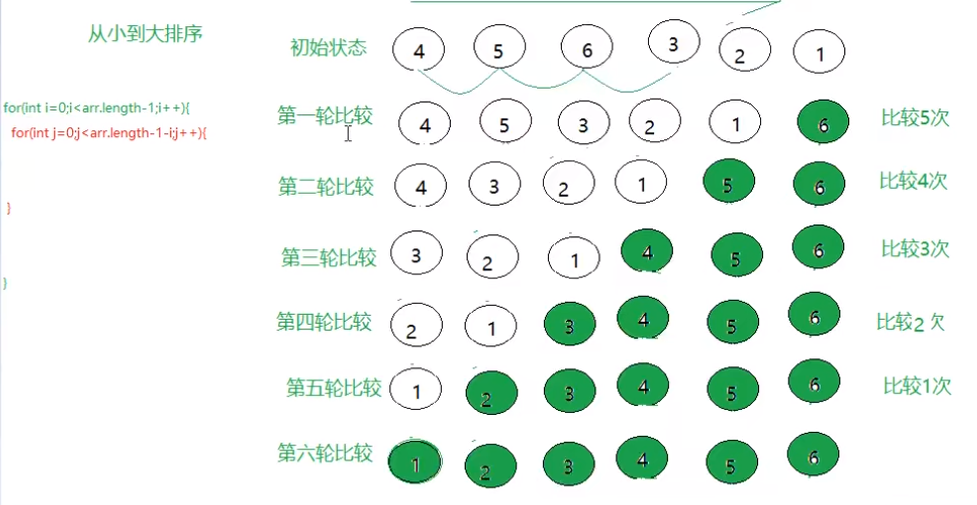 从小到大排序
初始状态 4 5 6 3 2 1
for(int i=0;i<arr.length-1;i++){
for(int j=0;j<arr.length-1-i;j++){
}
}
第一轮比较 4 5 3 2 1 6 比较5次
第二轮比较 4 3 2 1 5 6 比较4次
第三轮比较 3 2 1 4 5 6 比较3次
第四轮比较 2 1 3 4 5 6 比较2次
第五轮比较 1 2 3 4 5 6 比较1次
第六轮比较 1 2 3 4 5 6